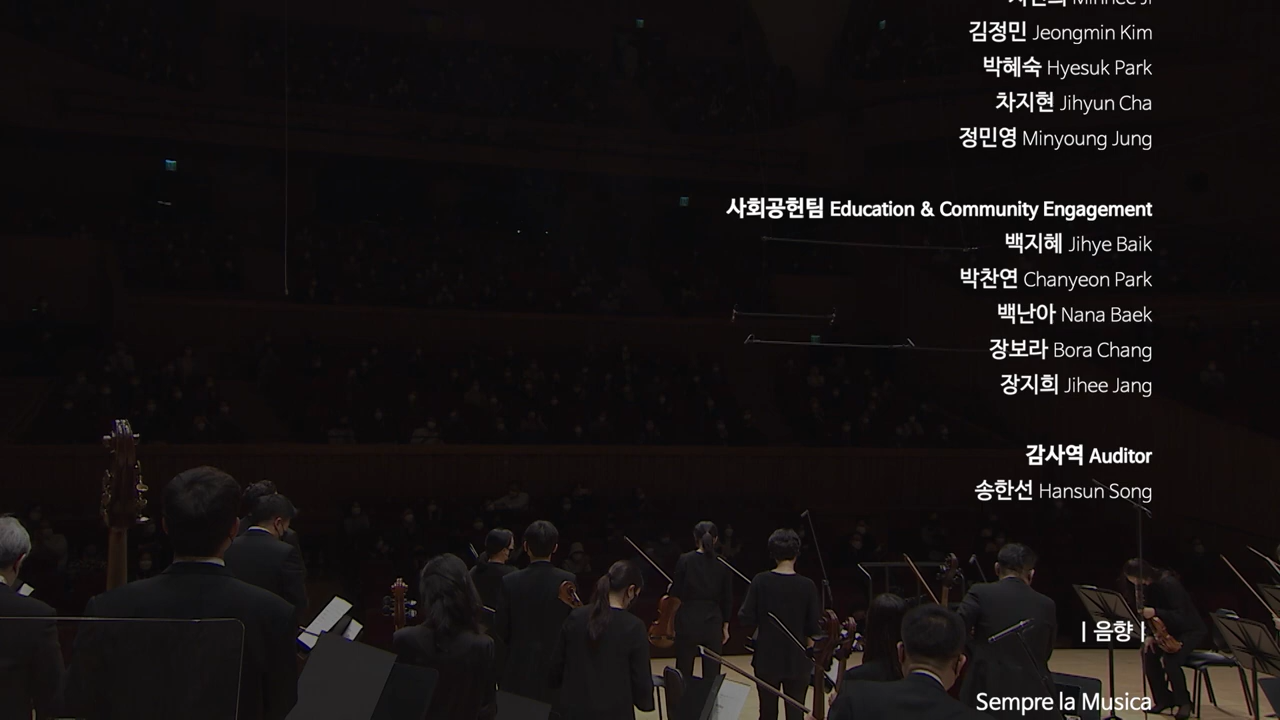 김정민 Jeongmin Kim
박혜숙 Hyesuk Park
차지현 Jihyun Cha
정민영 Minyoung Jung
사회공헌팀 Education & Community Engagement
백지혜 Jihye Baik
박찬연 Chanyeon Park
백난아 Nana Baek
장보라 Bora Chang
장지희 Jihee Jang
감사역 Auditor
송한선 Hansun Song
| 음향 |
Sempre la Musica